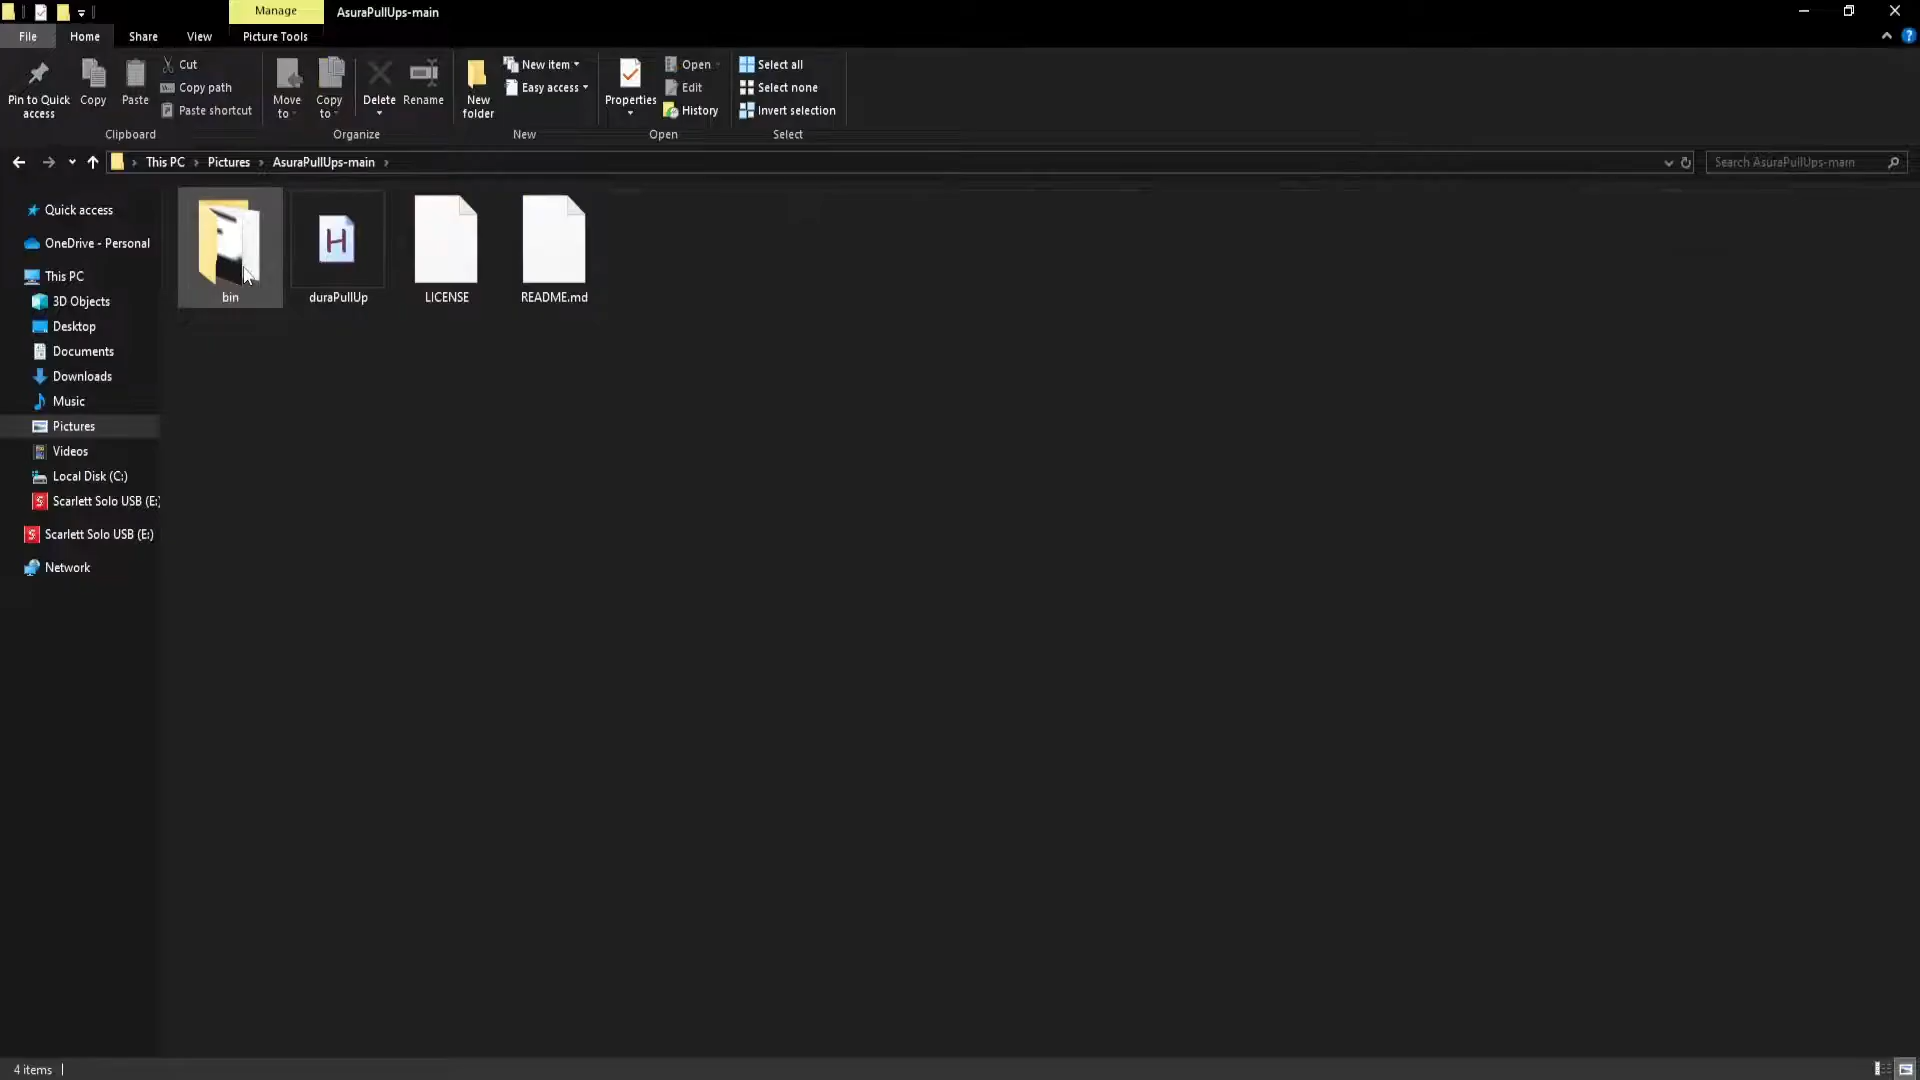 Manage
AsuraPullUps-main
File
Home
Share
View
Picture Tools
Pin to Quick access
Copy
Paste
Cut
Copy path
Paste shortcut
Clipboard
Move to
Copy to
Delete
Rename
Organize
New folder
New item
Easy access
New
Properties
Open
Edit
History
Open
Select all
Select none
Invert selection
Select
This PC
Pictures
AsuraPullUps-main
Search AsuraPullUps-main
Quick access
OneDrive - Personal
This PC
3D Objects
Desktop
Documents
Downloads
Music
Pictures
Videos
Local Disk (C:)
Scarlett Solo USB (E:)
Scarlett Solo USB (E:)
Network
bin
H
duraPullUp
LICENSE
README.md
4 items